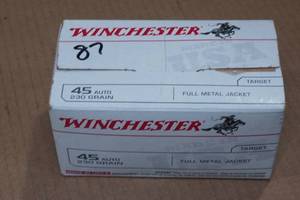 WINCHESTER
87
TARGET
45 AUTO
230 GRAIN
FULL METAL JACKET
WINCHESTER
TARGET
45 AUTO
230 GRAIN
FULL METAL JACKET